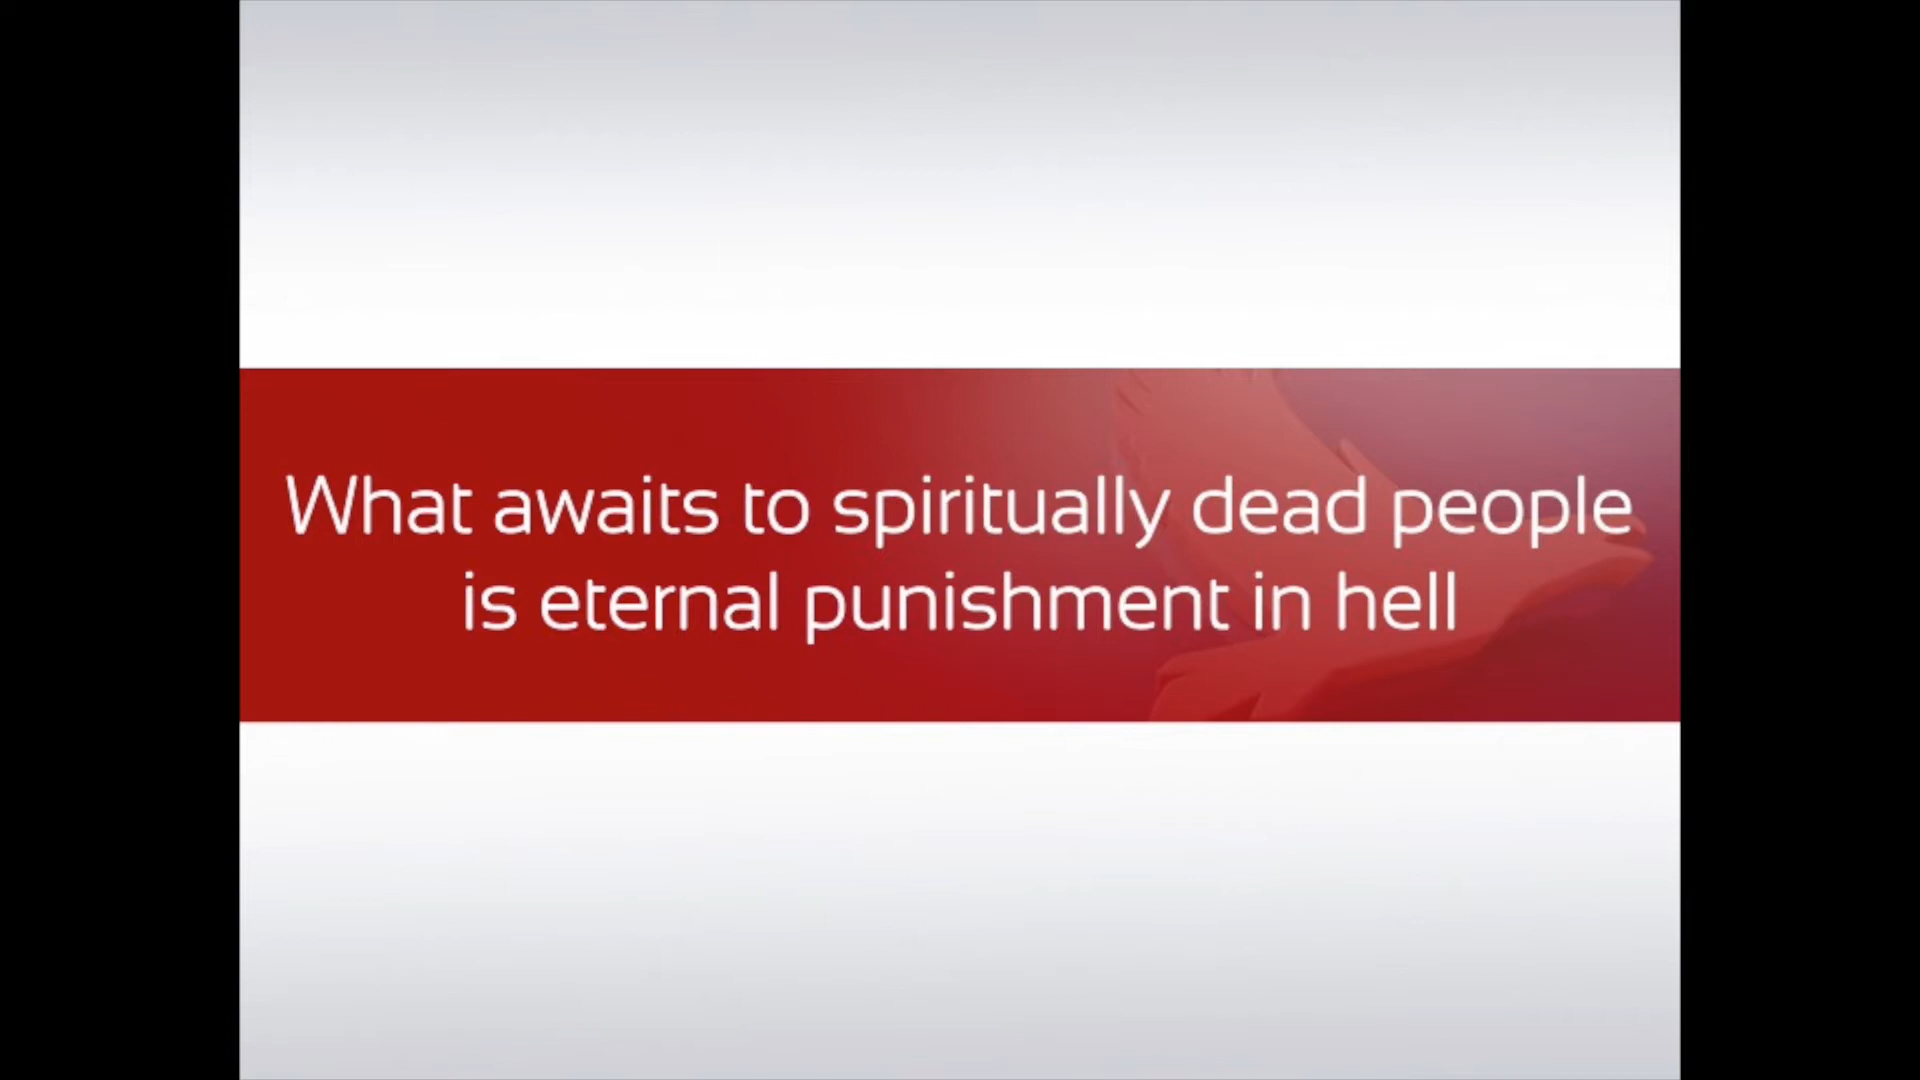 What awaits to spiritually dead people
is eternal punishment in hell